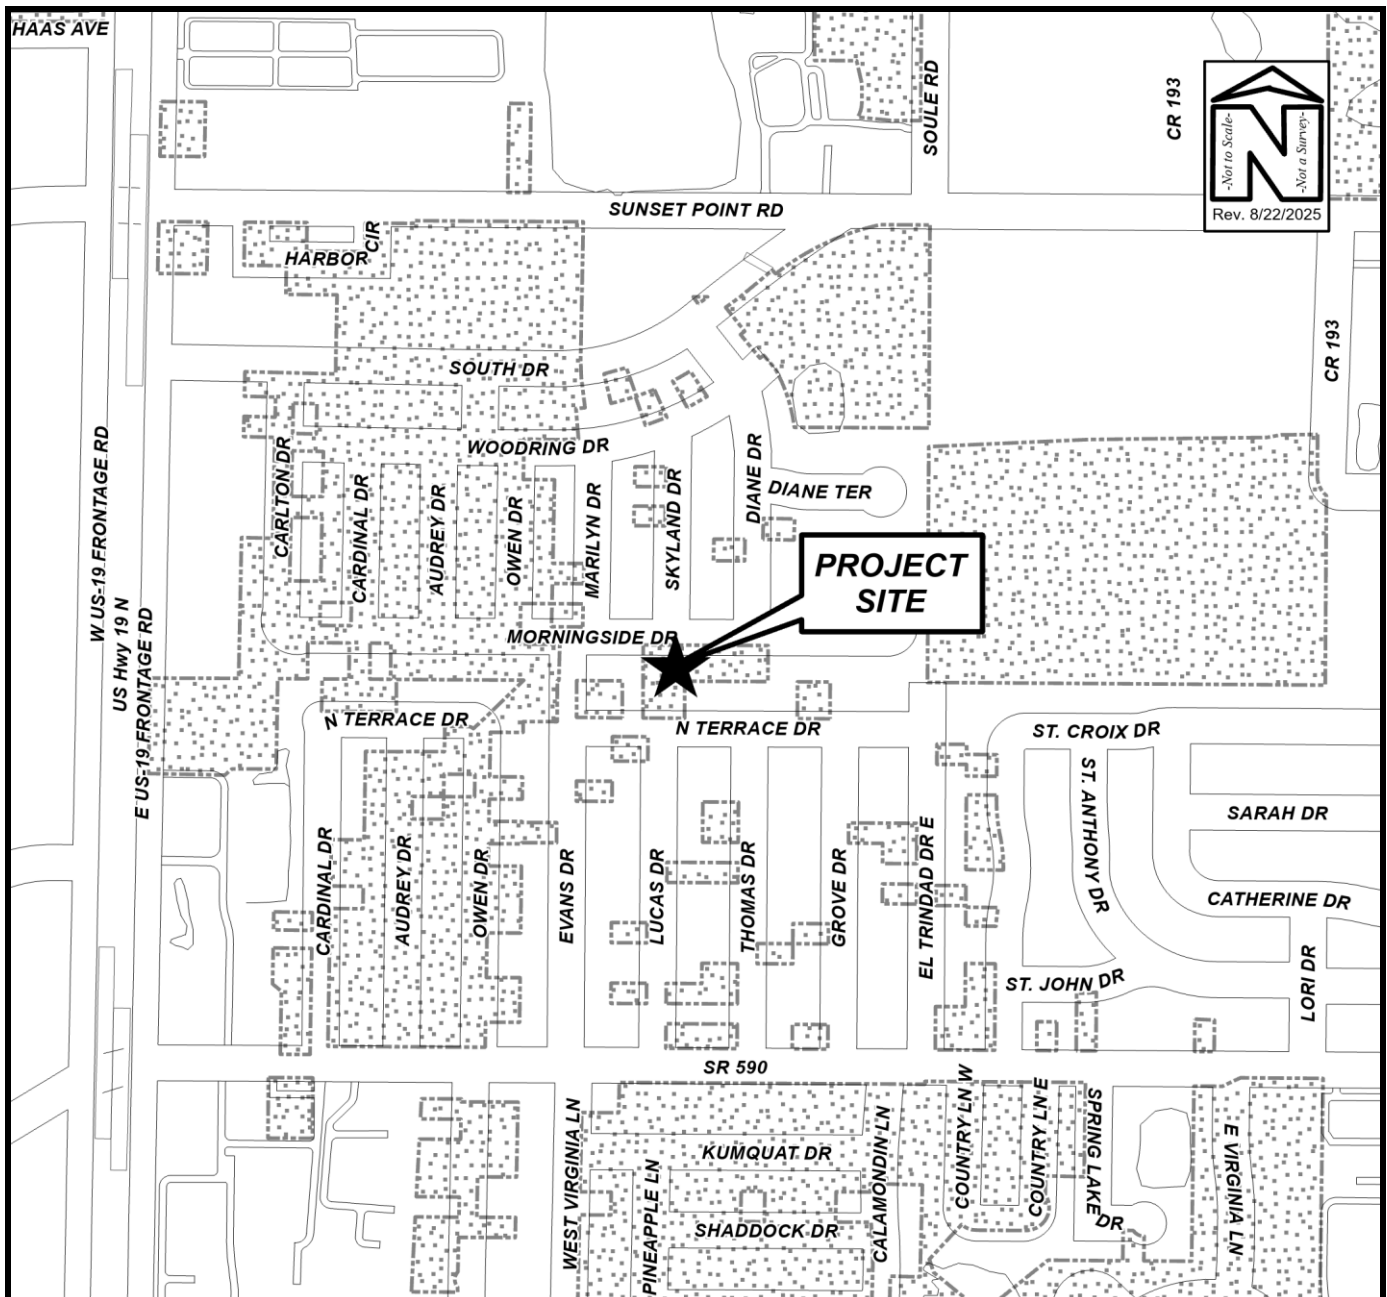 HAAS AVE
SOULE RD
CR 193
-Not to Scale-
-Not a Survey-
Rev. 8/22/2025
SUNSET POINT RD
HARBOR CIR
CR 193
SOUTH DR
WOODRING DR
W US-19 FRONTAGE RD
US Hwy 19 N
E US-19 FRONTAGE RD
CARLTON DR
CARDINAL DR
AUDREY DR
OWEN DR
MARILYN DR
SKYLAND DR
DIANE DR
DIANE TER
PROJECT
SITE
MORNINGSIDE DR
N TERRACE DR
N TERRACE DR
ST. CROIX DR
ST. ANTHONY DR
SARAH DR
CARDINAL DR
AUDREY DR
OWEN DR
EVANS DR
LUCAS DR
THOMAS DR
GROVE DR
EL TRINIDAD DR E
CATHERINE DR
ST. JOHN DR
LORI DR
SR 590
WEST VIRGINIA LN
PINEAPPLE LN
KUMQUAT DR
SHADDOCK DR
CALAMONDIN LN
COUNTRY LN W
COUNTRY LN E
SPRING LAKE DR
E VIRGINIA LN